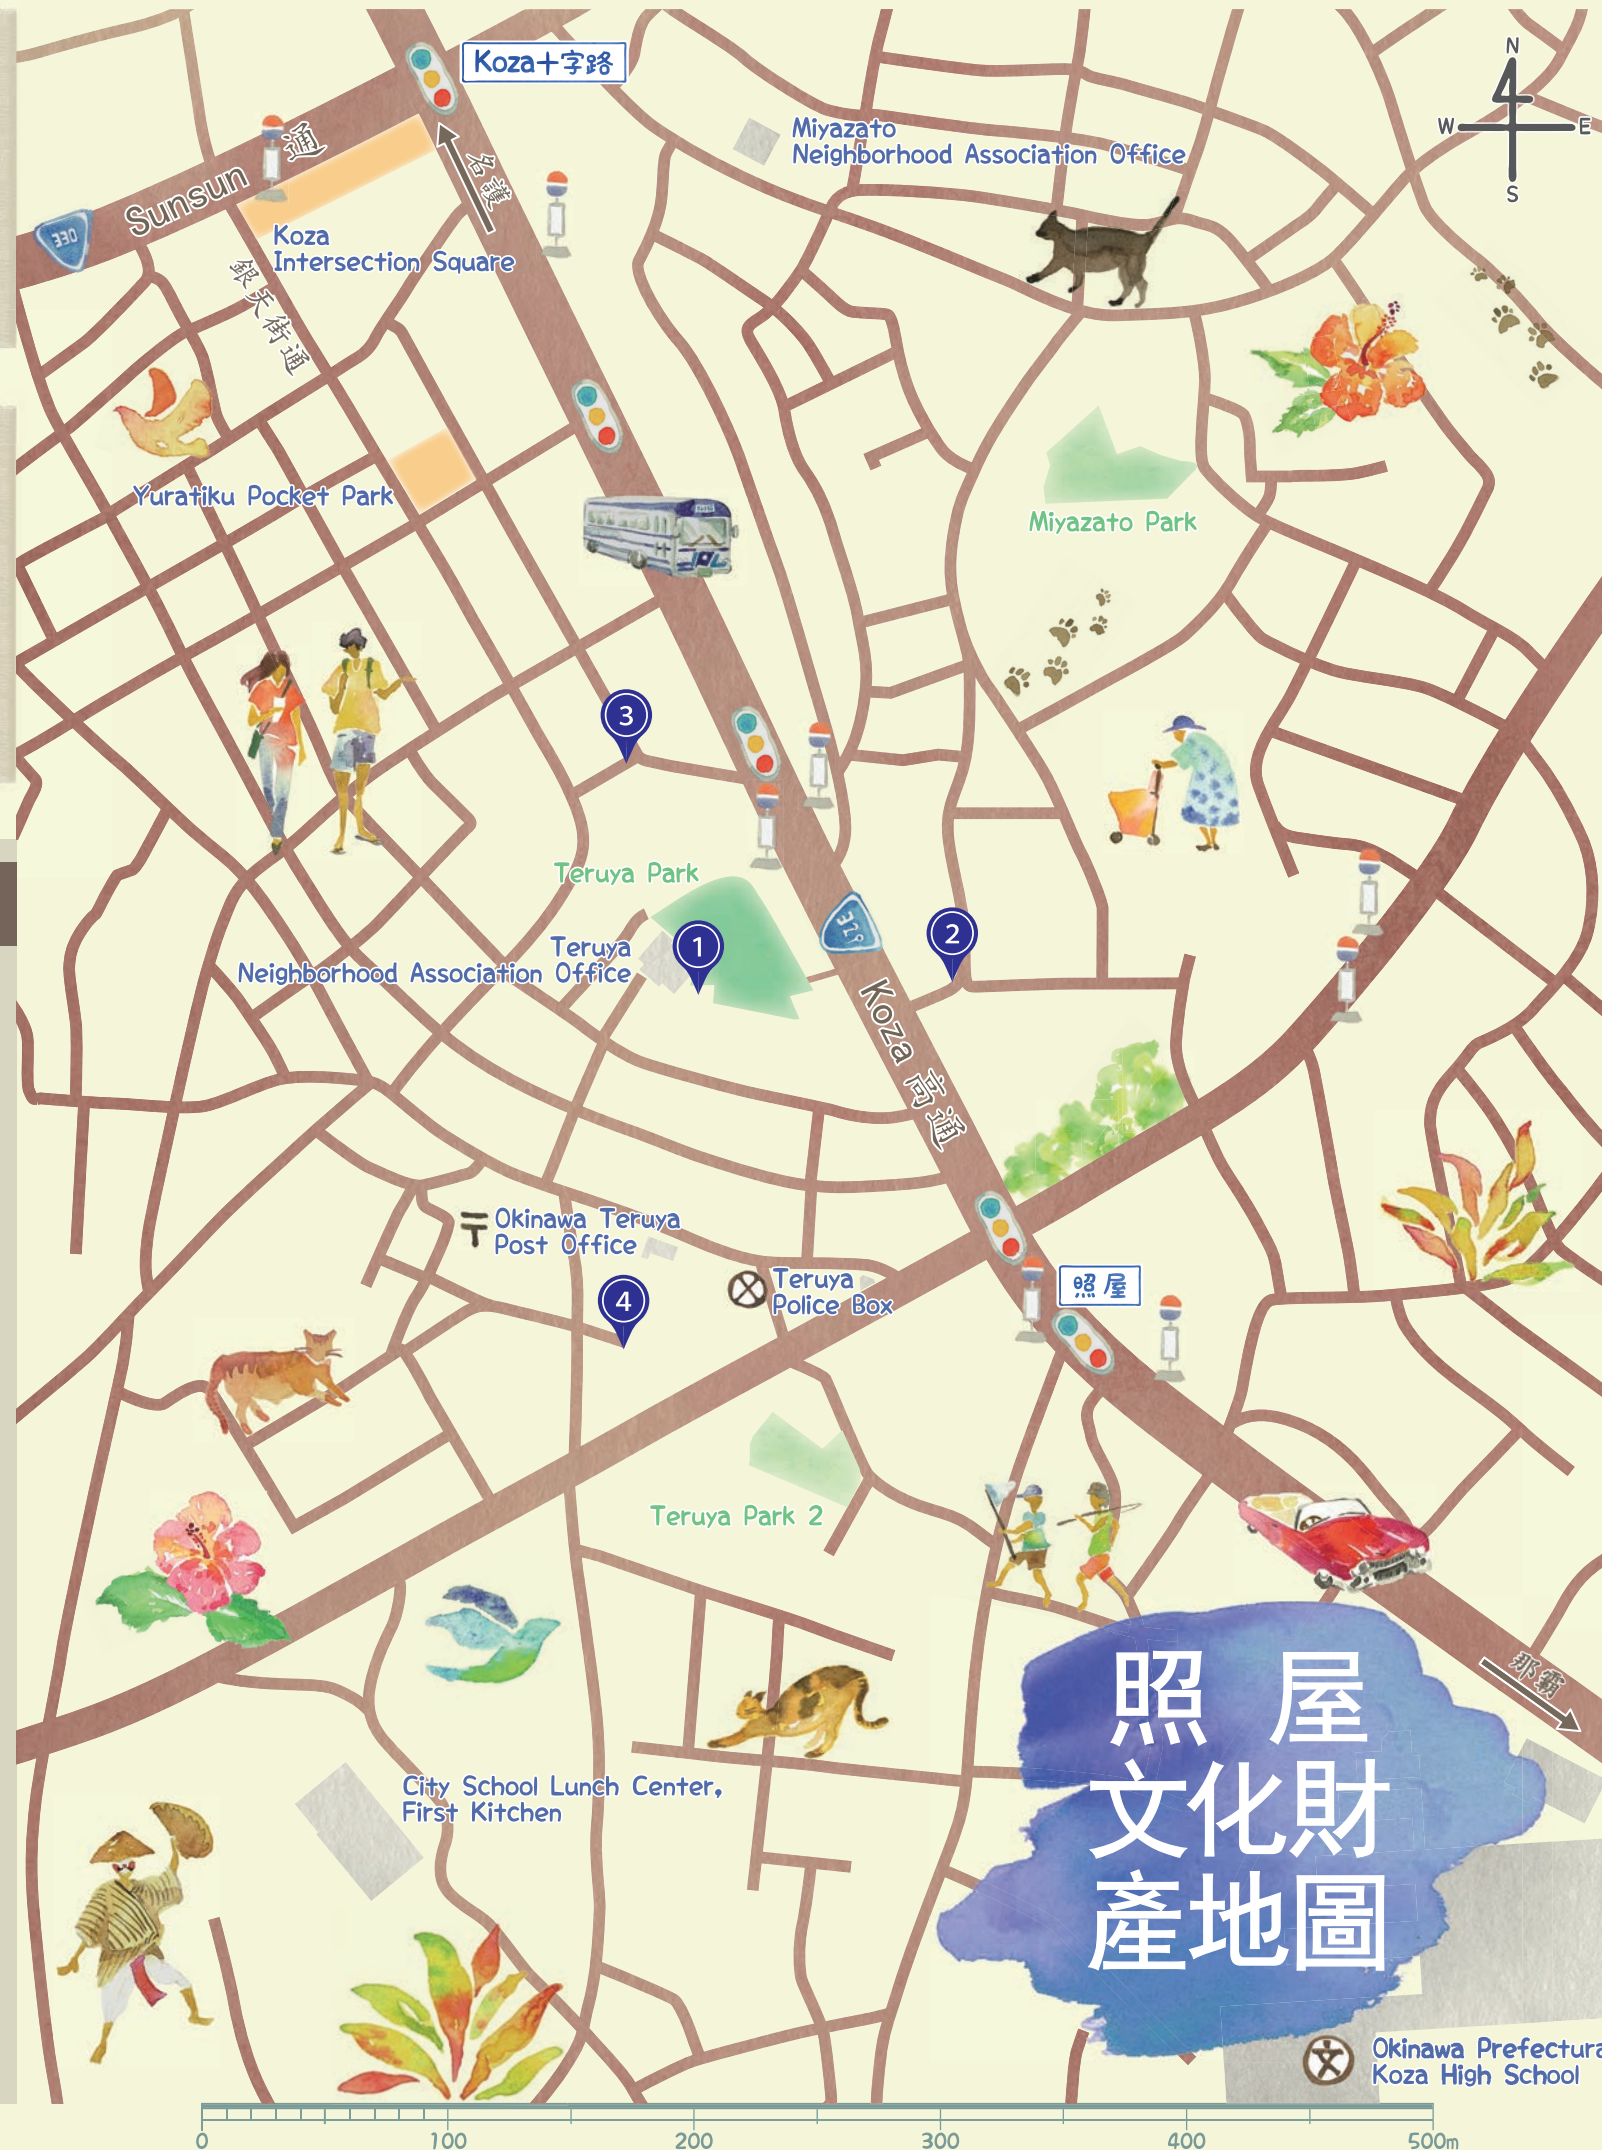 Koza十字路
N
W
E
S
Miyazato
Neighborhood Association Office
Sunsun
通
330
名護
Koza
Intersection Square
銀天街通
Yuratiku Pocket Park
Miyazato Park
3
Teruya Park
1
2
Teruya
Neighborhood Association Office
329
Koza 高通
Okinawa Teruya
Post Office
4
Teruya
Police Box
照屋
Teruya Park 2
那霸
照 屋
文化財
產地圖
City School Lunch Center,
First Kitchen
文
Okinawa Prefectura
Koza High School
0 100 200 300 400 500m